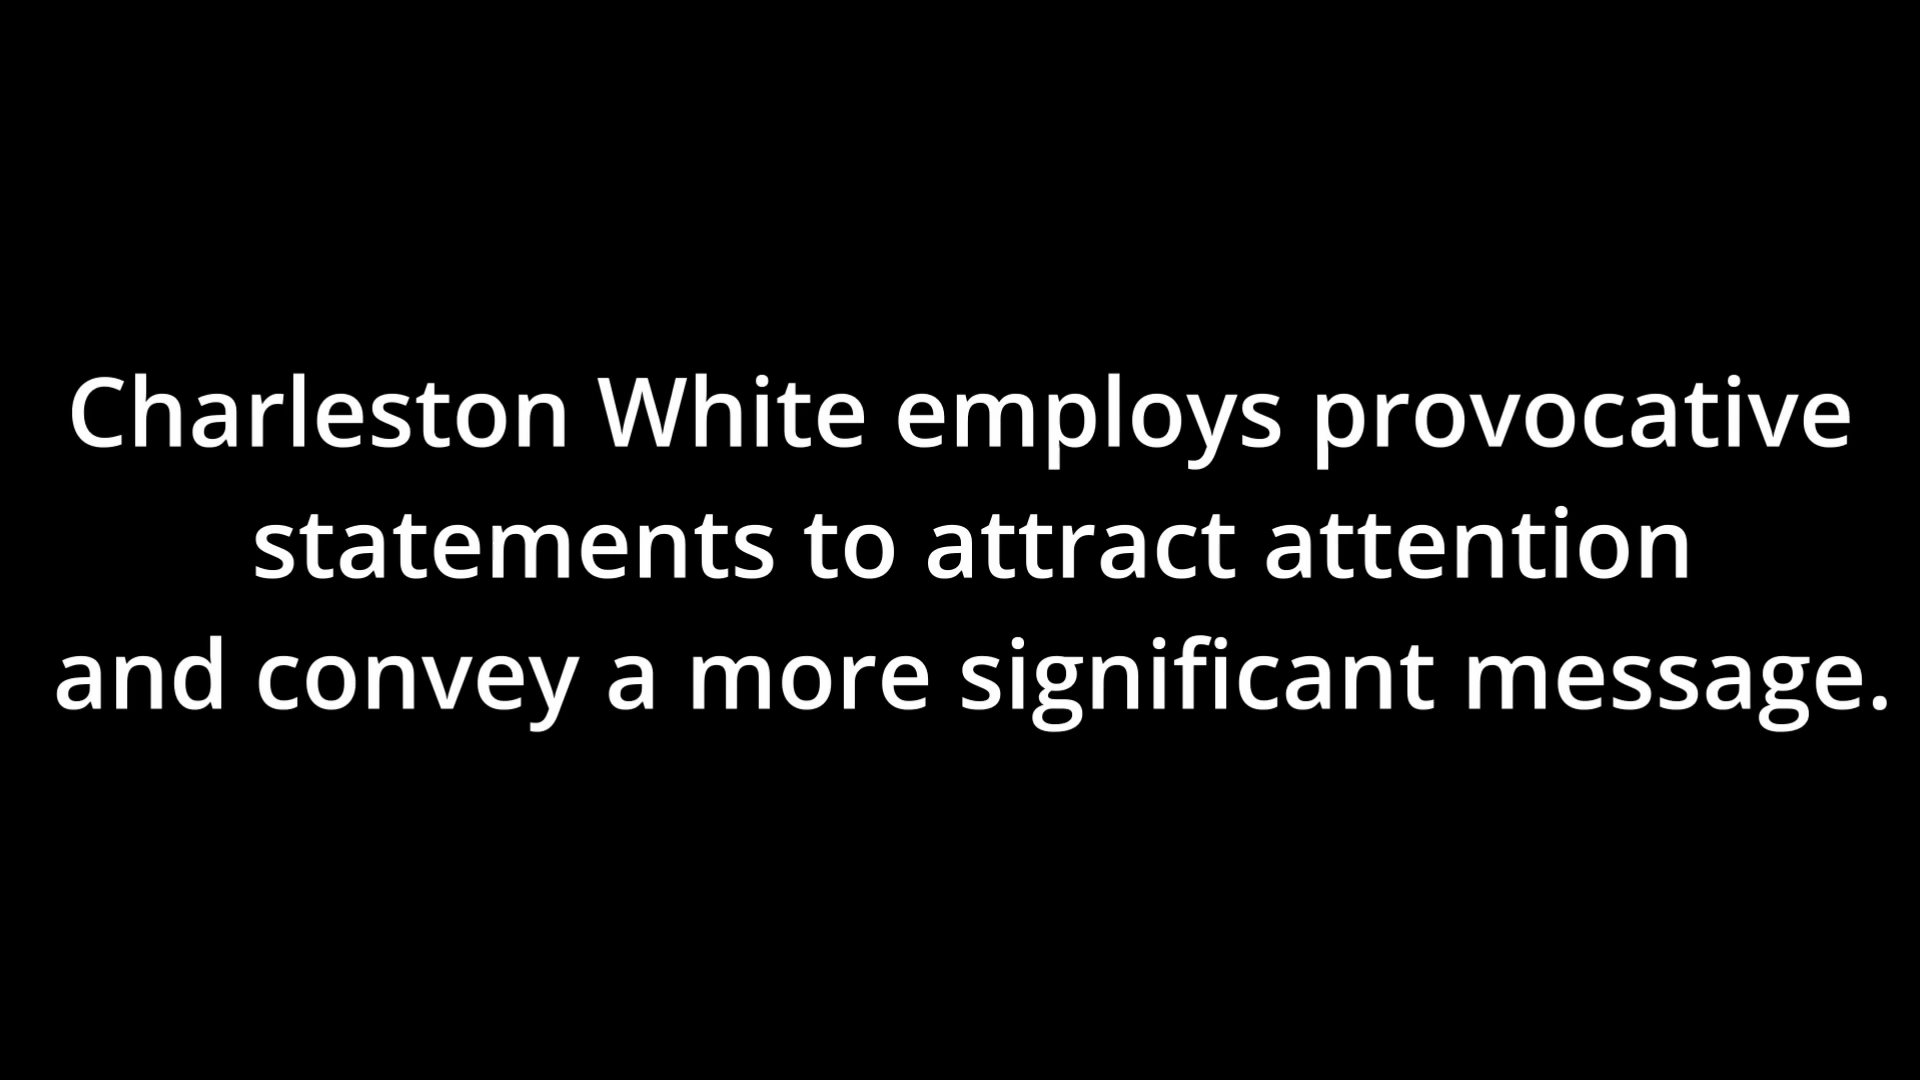 Charleston White employs provocative
statements to attract attention
and convey a more significant message.